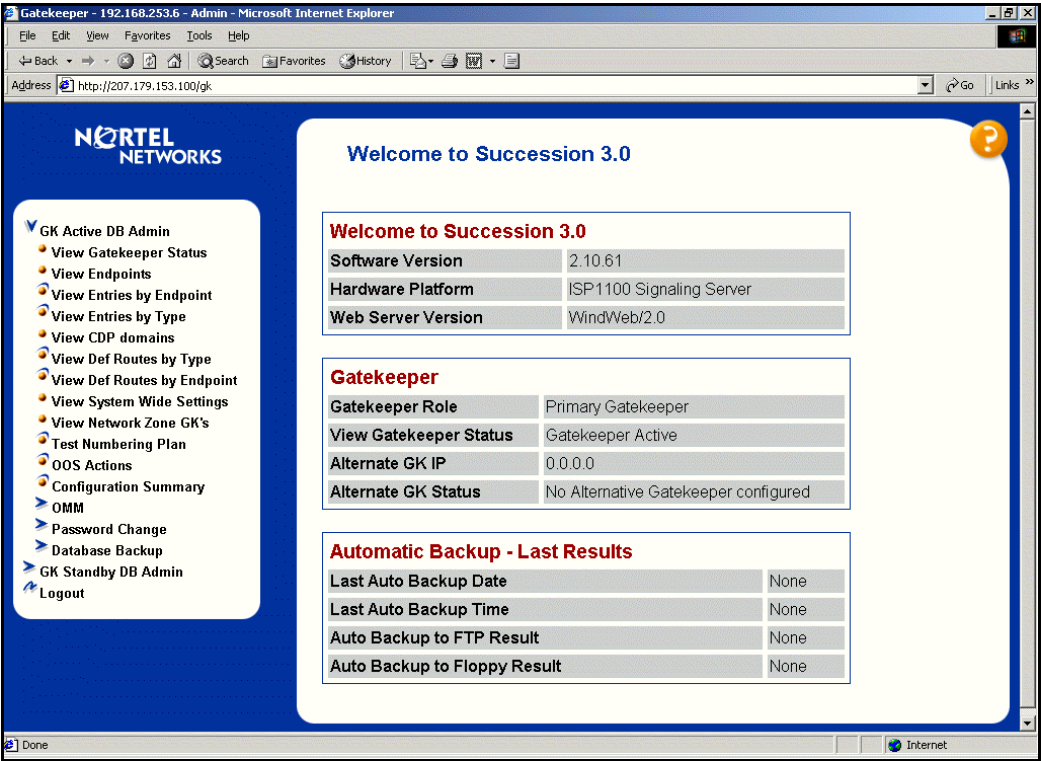 Gatekeeper - 192.168.253.6 - Admin - Microsoft Internet Explorer
File Edit View Favorites Tools Help
Back Search Favorites History
Address http://207.179.153.100/gk Go Links »
NORTEL
NETWORKS
Welcome to Succession 3.0
?
GK Active DB Admin
View Gatekeeper Status
View Endpoints
View Entries by Endpoint
View Entries by Type
View CDP domains
View Def Routes by Type
View Def Routes by Endpoint
View System Wide Settings
View Network Zone GK's
Test Numbering Plan
OOS Actions
Configuration Summary
OMM
Password Change
Database Backup
GK Standby DB Admin
Logout
Welcome to Succession 3.0
Software Version 2.10.61
Hardware Platform ISP1100 Signaling Server
Web Server Version WindWeb/2.0
Gatekeeper
Gatekeeper Role Primary Gatekeeper
View Gatekeeper Status Gatekeeper Active
Alternate GK IP 0.0.0.0
Alternate GK Status No Alternative Gatekeeper configured
Automatic Backup - Last Results
Last Auto Backup Date None
Last Auto Backup Time None
Auto Backup to FTP Result None
Auto Backup to Floppy Result None
Done Internet